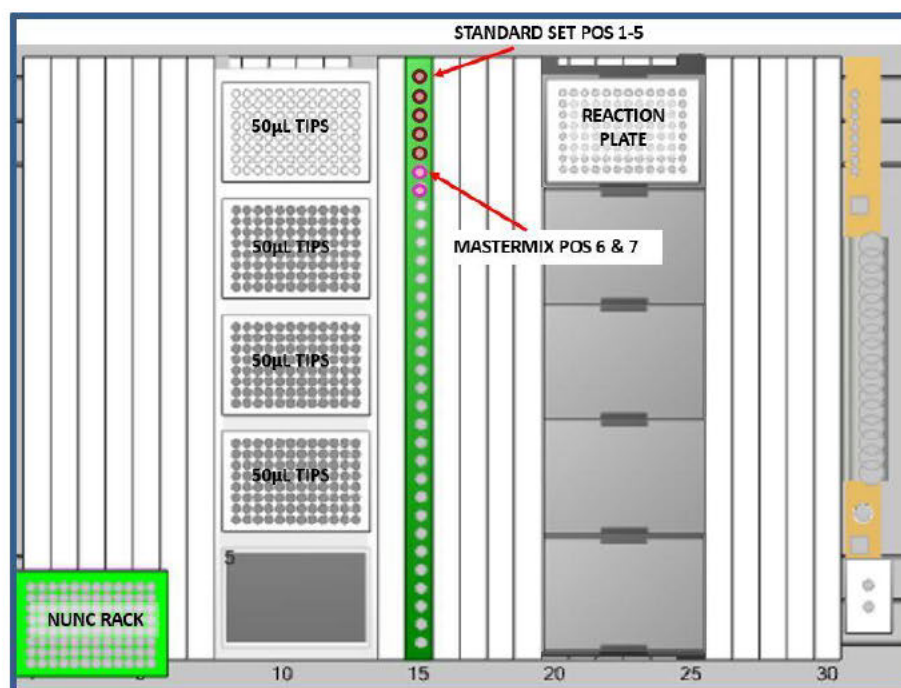 STANDARD SET POS 1-5
50µL TIPS
REACTION
PLATE
50µL TIPS
MASTERMIX POS 6 & 7
50µL TIPS
50µL TIPS
5
NUNC RACK
10
15
20
25
30